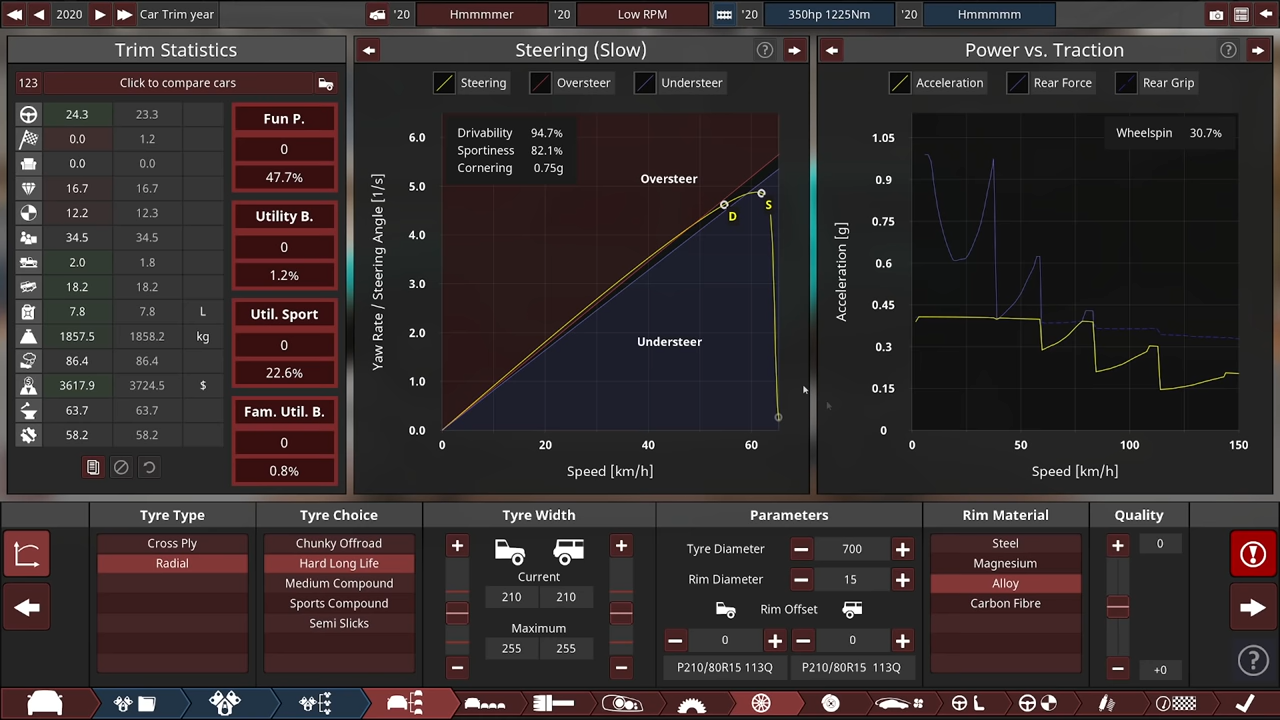 2020 Car Trim year '20 Hmmmmer '20 Low RPM '20 350hp 1225Nm '20 Hmmmmm
Trim Statistics
123 Click to compare cars
24.3 23.3
0.0 1.2
0.0 0.0
16.7 16.7
12.2 12.3
34.5 34.5
2.0 1.8
18.2 18.2
7.8 7.8 L
1857.5 1858.2 kg
86.4 86.4
3617.9 3724.5 $
63.7 63.7
58.2 58.2
Fun P.
0
47.7%
Utility B.
0
1.2%
Util. Sport
0
22.6%
Fam. Util. B.
0
0.8%
Steering (Slow) ?
Steering Oversteer Understeer
Drivability 94.7%
Sportiness 82.1%
Cornering 0.75g
Oversteer
Understeer
D
S
Yaw Rate / Steering Angle [1/s]
6.0
5.0
4.0
3.0
2.0
1.0
0.0
0 20 40 60
Speed [km/h]
Power vs. Traction ?
Acceleration Rear Force Rear Grip
Wheelspin 30.7%
Acceleration [g]
1.05
0.9
0.75
0.6
0.45
0.3
0.15
0
0 50 100 150
Speed [km/h]
Tyre Type
Cross Ply
Radial
Tyre Choice
Chunky Offroad
Hard Long Life
Medium Compound
Sports Compound
Semi Slicks
Tyre Width
+ +
Current
210 210
Maximum
255 255
- -
Parameters
Tyre Diameter - 700 +
Rim Diameter - 15 +
Rim Offset
- 0 + - 0 +
P210/80R15 113Q P210/80R15 113Q
Rim Material
Steel
Magnesium
Alloy
Carbon Fibre
Quality
+ 0
- +0
!
?